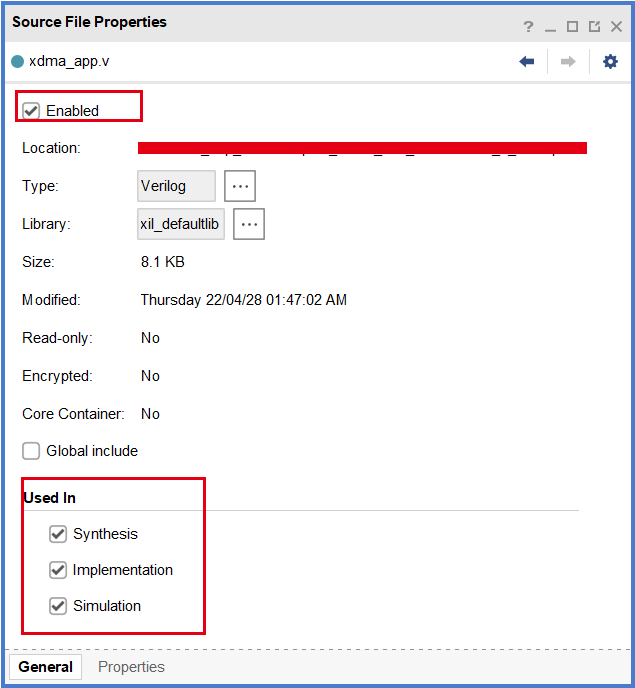 Source File Properties
?
xdma_app.v
Enabled
Location:
Type: Verilog ...
Library: xil_defaultlib ...
Size: 8.1 KB
Modified: Thursday 22/04/28 01:47:02 AM
Read-only: No
Encrypted: No
Core Container: No
Global include
Used In
Synthesis
Implementation
Simulation
General Properties